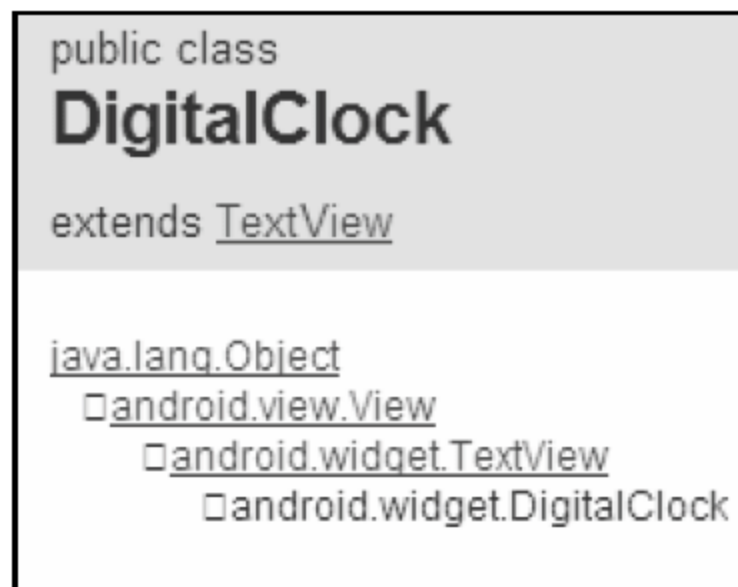 public class
DigitalClock
extends TextView
java.lang.Object
□android.view.View
□android.widget.TextView
□android.widget.DigitalClock